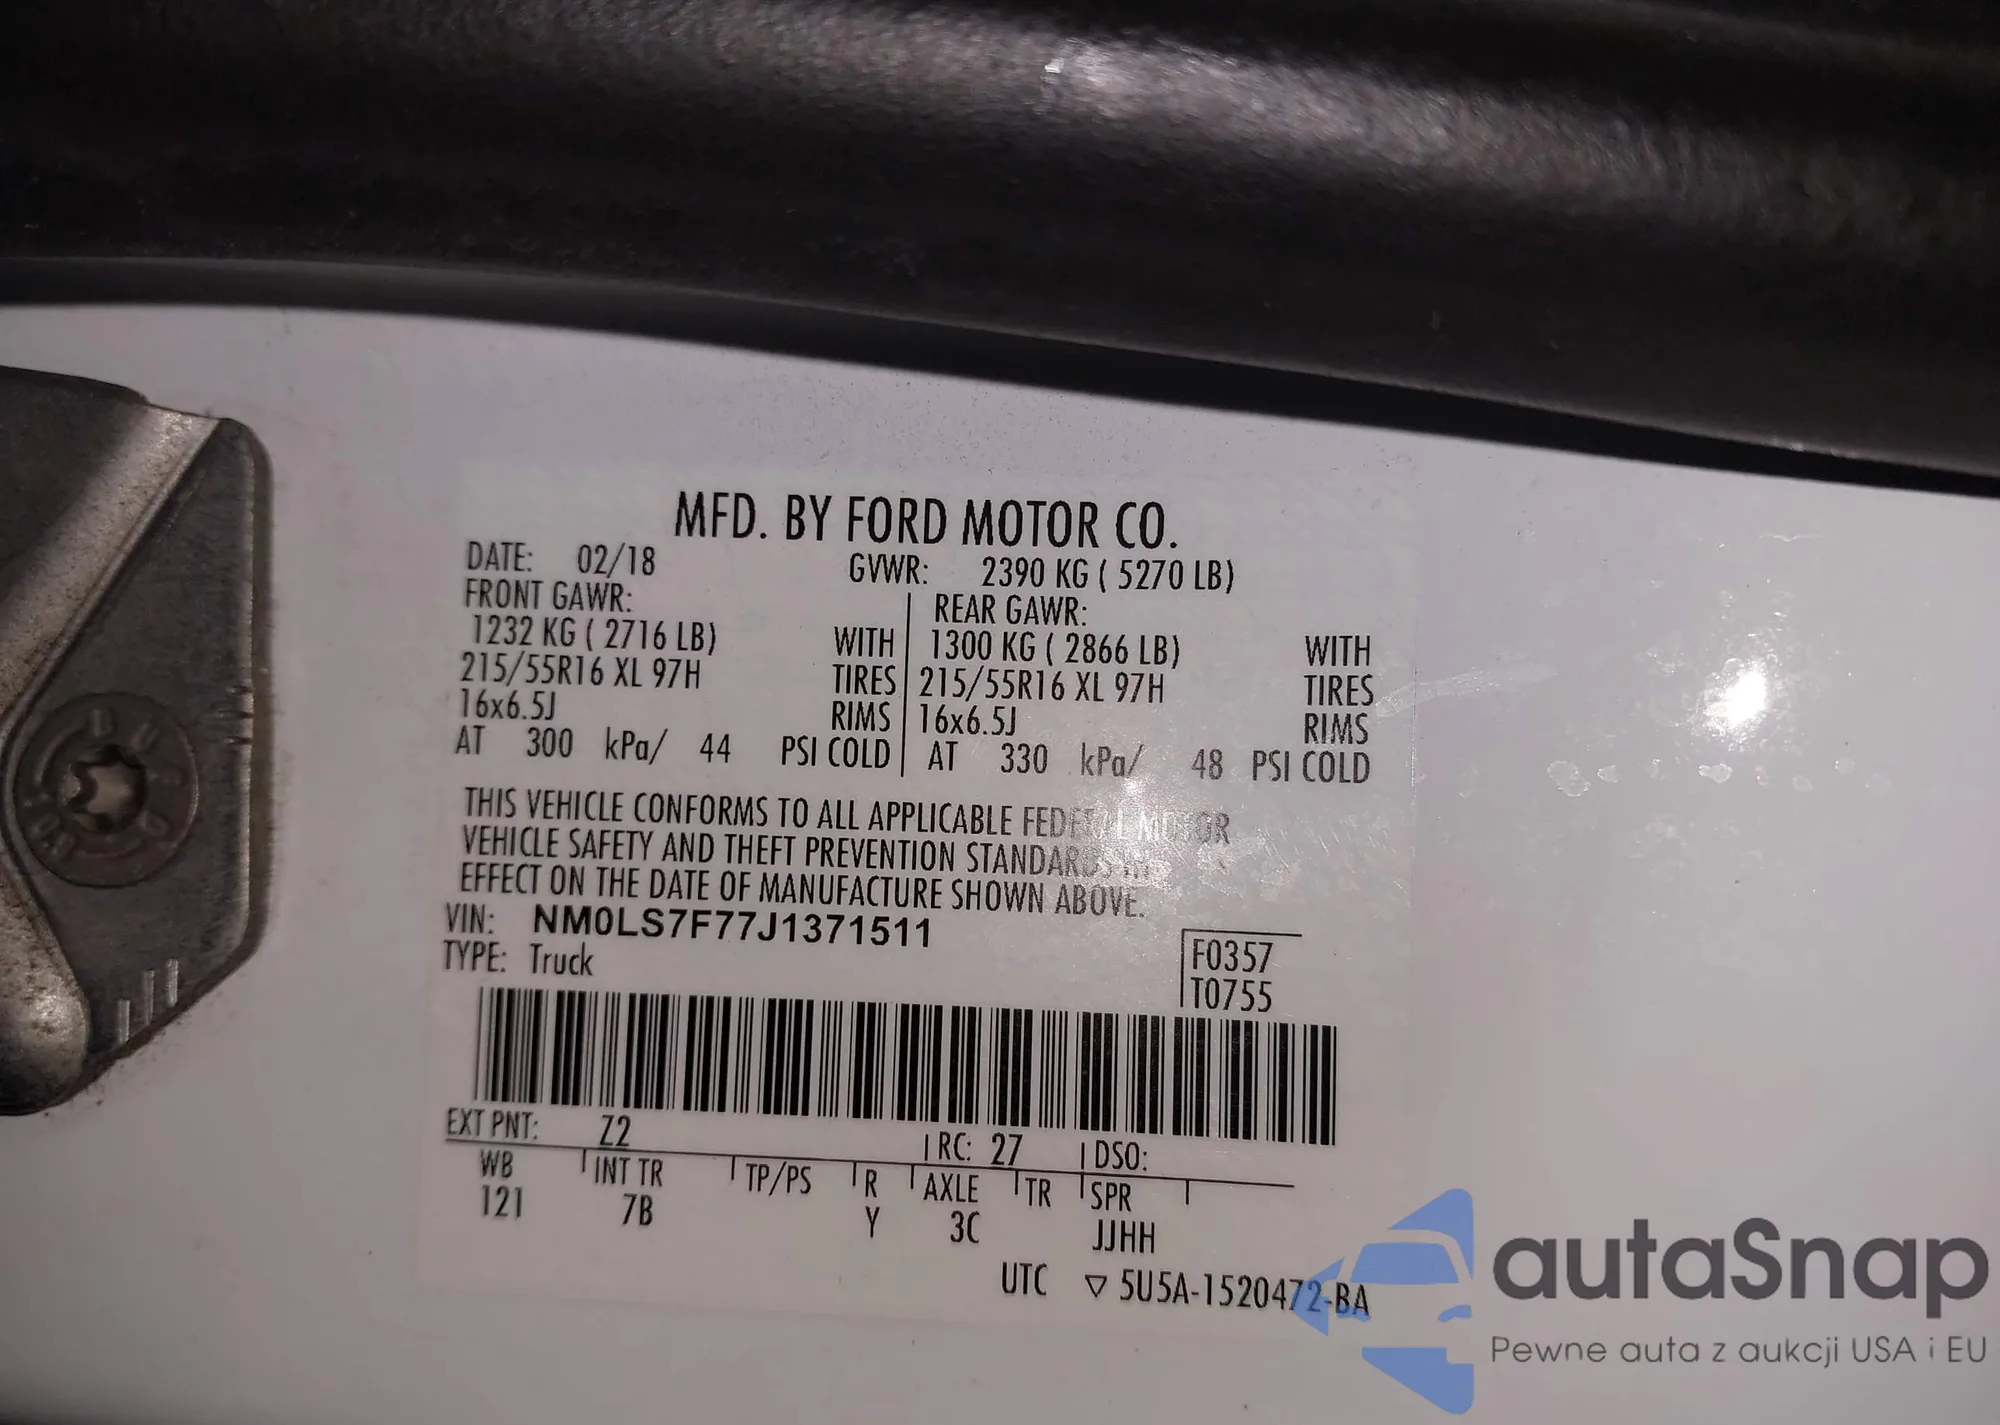 MFD. BY FORD MOTOR CO.
DATE: 02/18 GVWR: 2390 KG ( 5270 LB)
FRONT GAWR: REAR GAWR:
1232 KG ( 2716 LB) WITH 1300 KG ( 2866 LB) WITH
215/55R16 XL 97H TIRES 215/55R16 XL 97H TIRES
16x6.5J RIMS 16x6.5J RIMS
AT 300 kPa/ 44 PSI COLD AT 330 kPa/ 48 PSI COLD
THIS VEHICLE CONFORMS TO ALL APPLICABLE FEDERAL MOTOR
VEHICLE SAFETY AND THEFT PREVENTION STANDARDS IN
EFFECT ON THE DATE OF MANUFACTURE SHOWN ABOVE.
VIN: NM0LS7F77J1371511
TYPE: Truck
F0357
T0755
EXT PNT: Z2 RC: 27 DSO:
WB INT TR TP/PS R AXLE TR SPR
121 7B Y 3C JJHH
UTC ▽ 5U5A-1520472-BA
autaSnap
Pewne auta z aukcji USA i EU